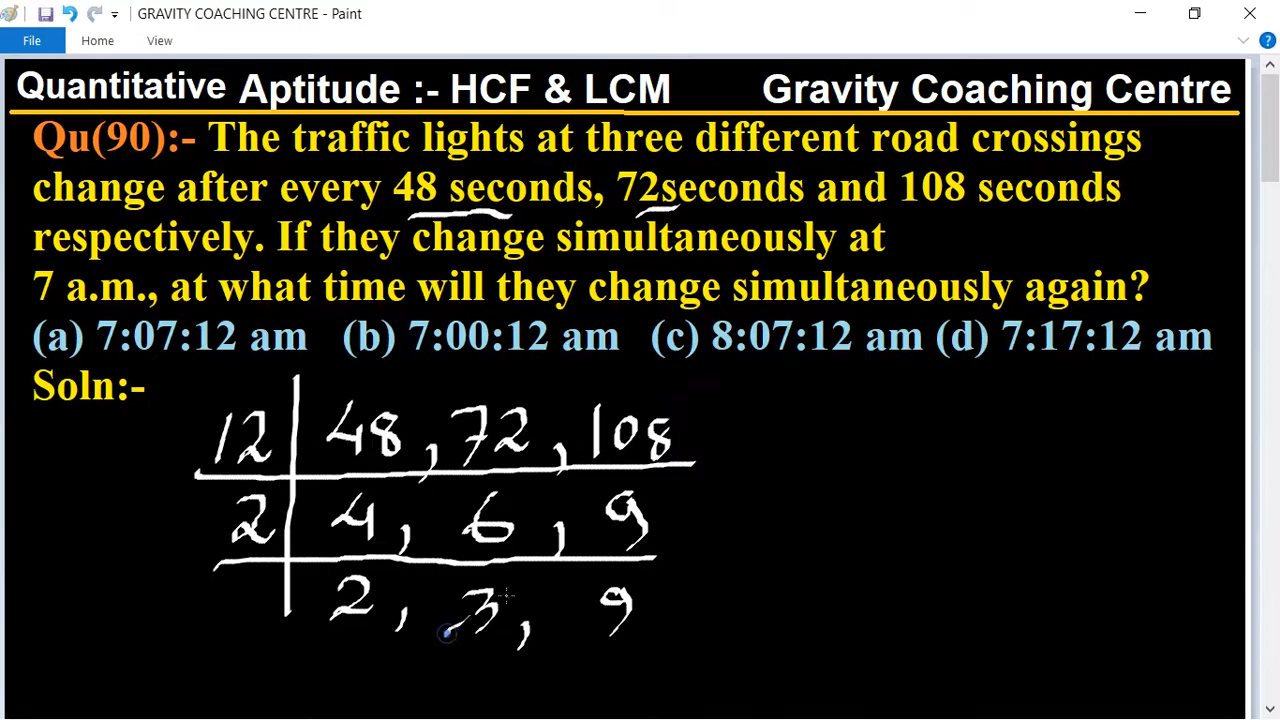 GRAVITY COACHING CENTRE - Paint
File Home View
Quantitative Aptitude :- HCF & LCM Gravity Coaching Centre
Qu(90):- The traffic lights at three different road crossings
change after every 48 seconds, 72seconds and 108 seconds
respectively. If they change simultaneously at
7 a.m., at what time will they change simultaneously again?
(a) 7:07:12 am (b) 7:00:12 am (c) 8:07:12 am (d) 7:17:12 am
Soln:-
12 48, 72, 108
2 4, 6, 9
2, 3, 9